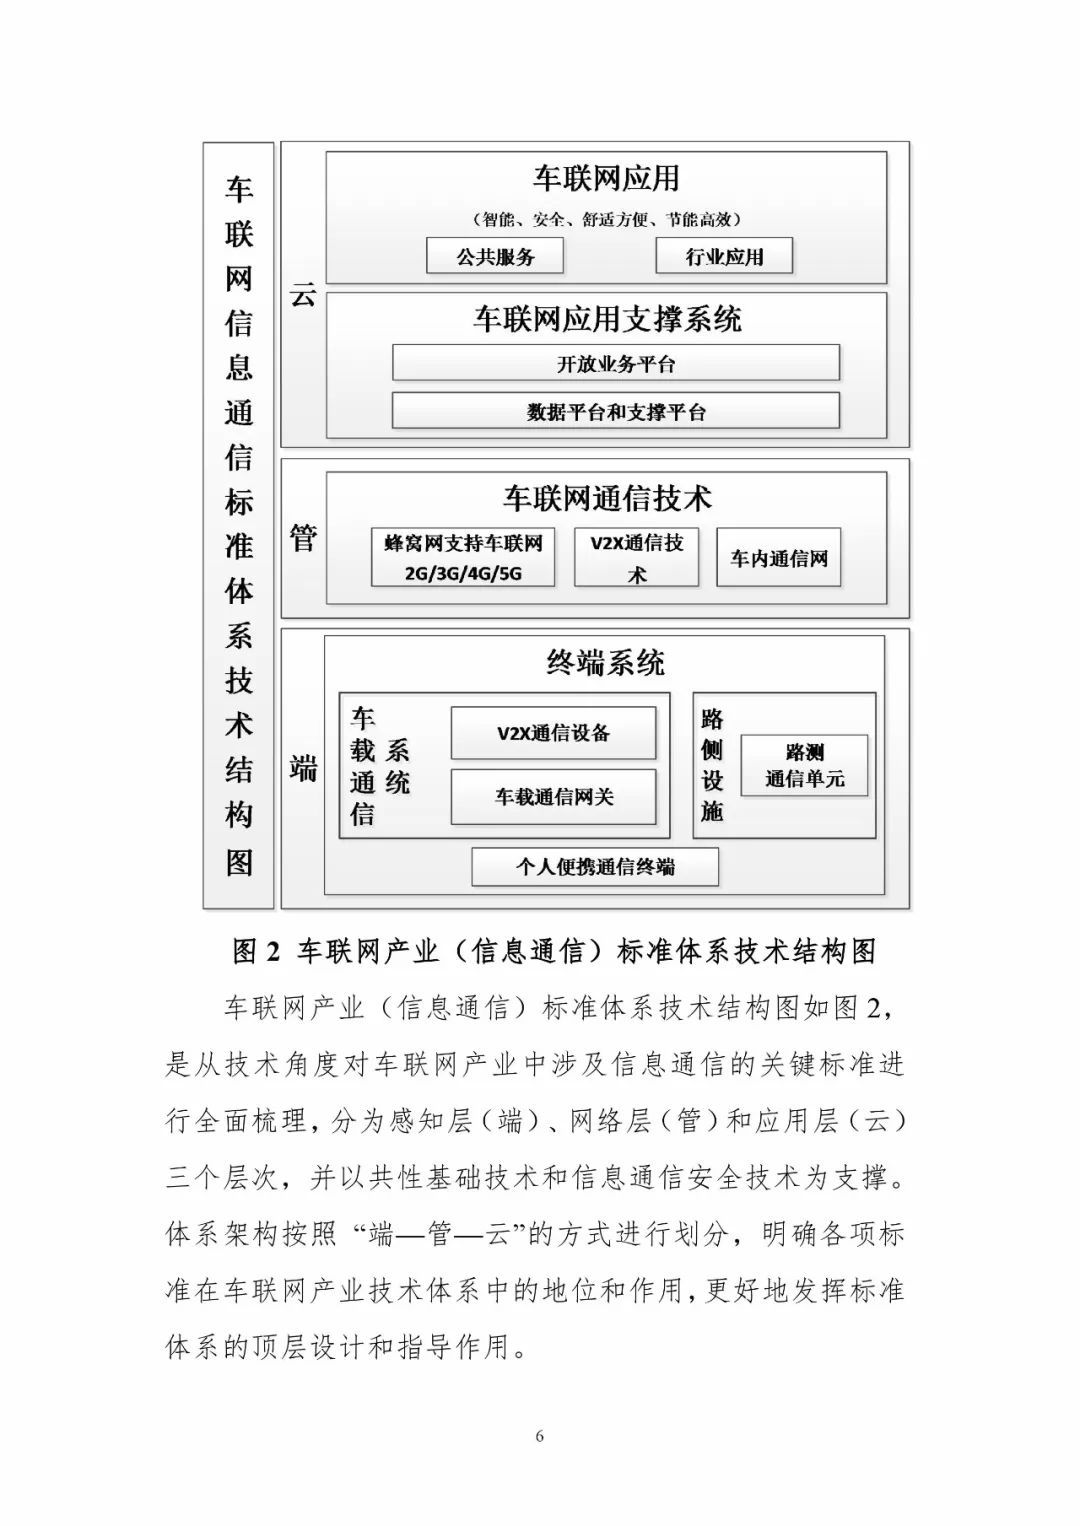 车联网信息通信标准体系技术结构图
云
车联网应用
（智能、安全、舒适方便、节能高效）
公共服务
行业应用
车联网应用支撑系统
开放业务平台
数据平台和支撑平台
管
车联网通信技术
蜂窝网支持车联网
2G/3G/4G/5G
V2X通信技
术
车内通信网
端
终端系统
车载通信
系统
V2X通信设备
车载通信网关
路侧设施
路测
通信单元
个人便携通信终端
图 2 车联网产业（信息通信）标准体系技术结构图
车联网产业（信息通信）标准体系技术结构图如图 2，
是从技术角度对车联网产业中涉及信息通信的关键标准进
行全面梳理，分为感知层（端）、网络层（管）和应用层（云）
三个层次，并以共性基础技术和信息通信安全技术为支撑。
体系架构按照 “端—管—云”的方式进行划分，明确各项标
准在车联网产业技术体系中的地位和作用，更好地发挥标准
体系的顶层设计和指导作用。
6